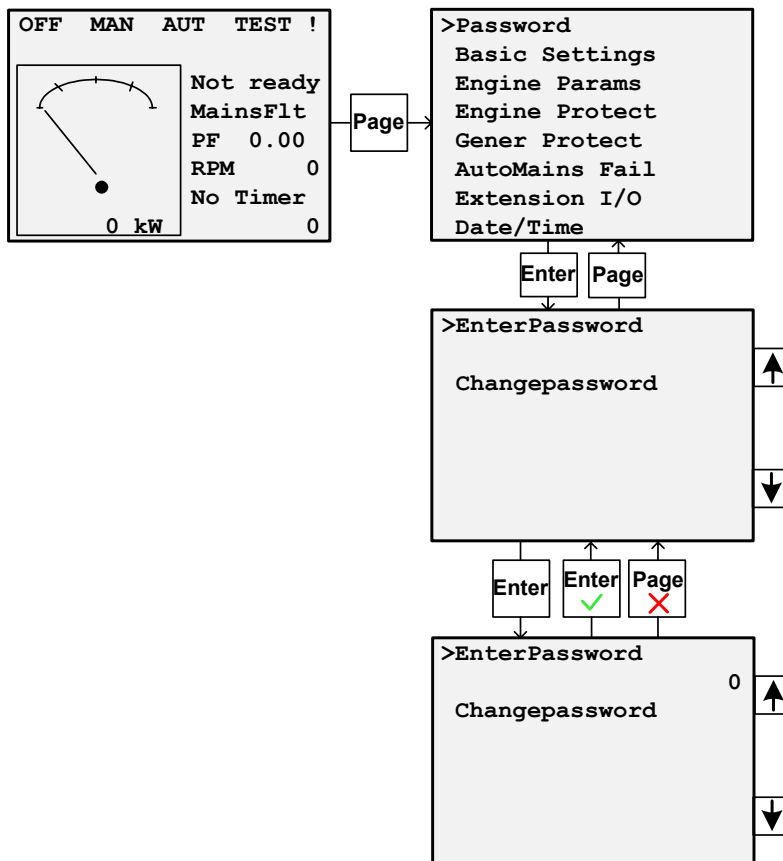 OFF MAN AUT TEST !
Not ready
MainsFlt
PF 0.00
RPM 0
No Timer
0 kW 0
Page
>Password
Basic Settings
Engine Params
Engine Protect
Gener Protect
AutoMains Fail
Extension I/O
Date/Time
Enter Page
>EnterPassword
Changepassword
Enter Enter Page
>EnterPassword
0
Changepassword